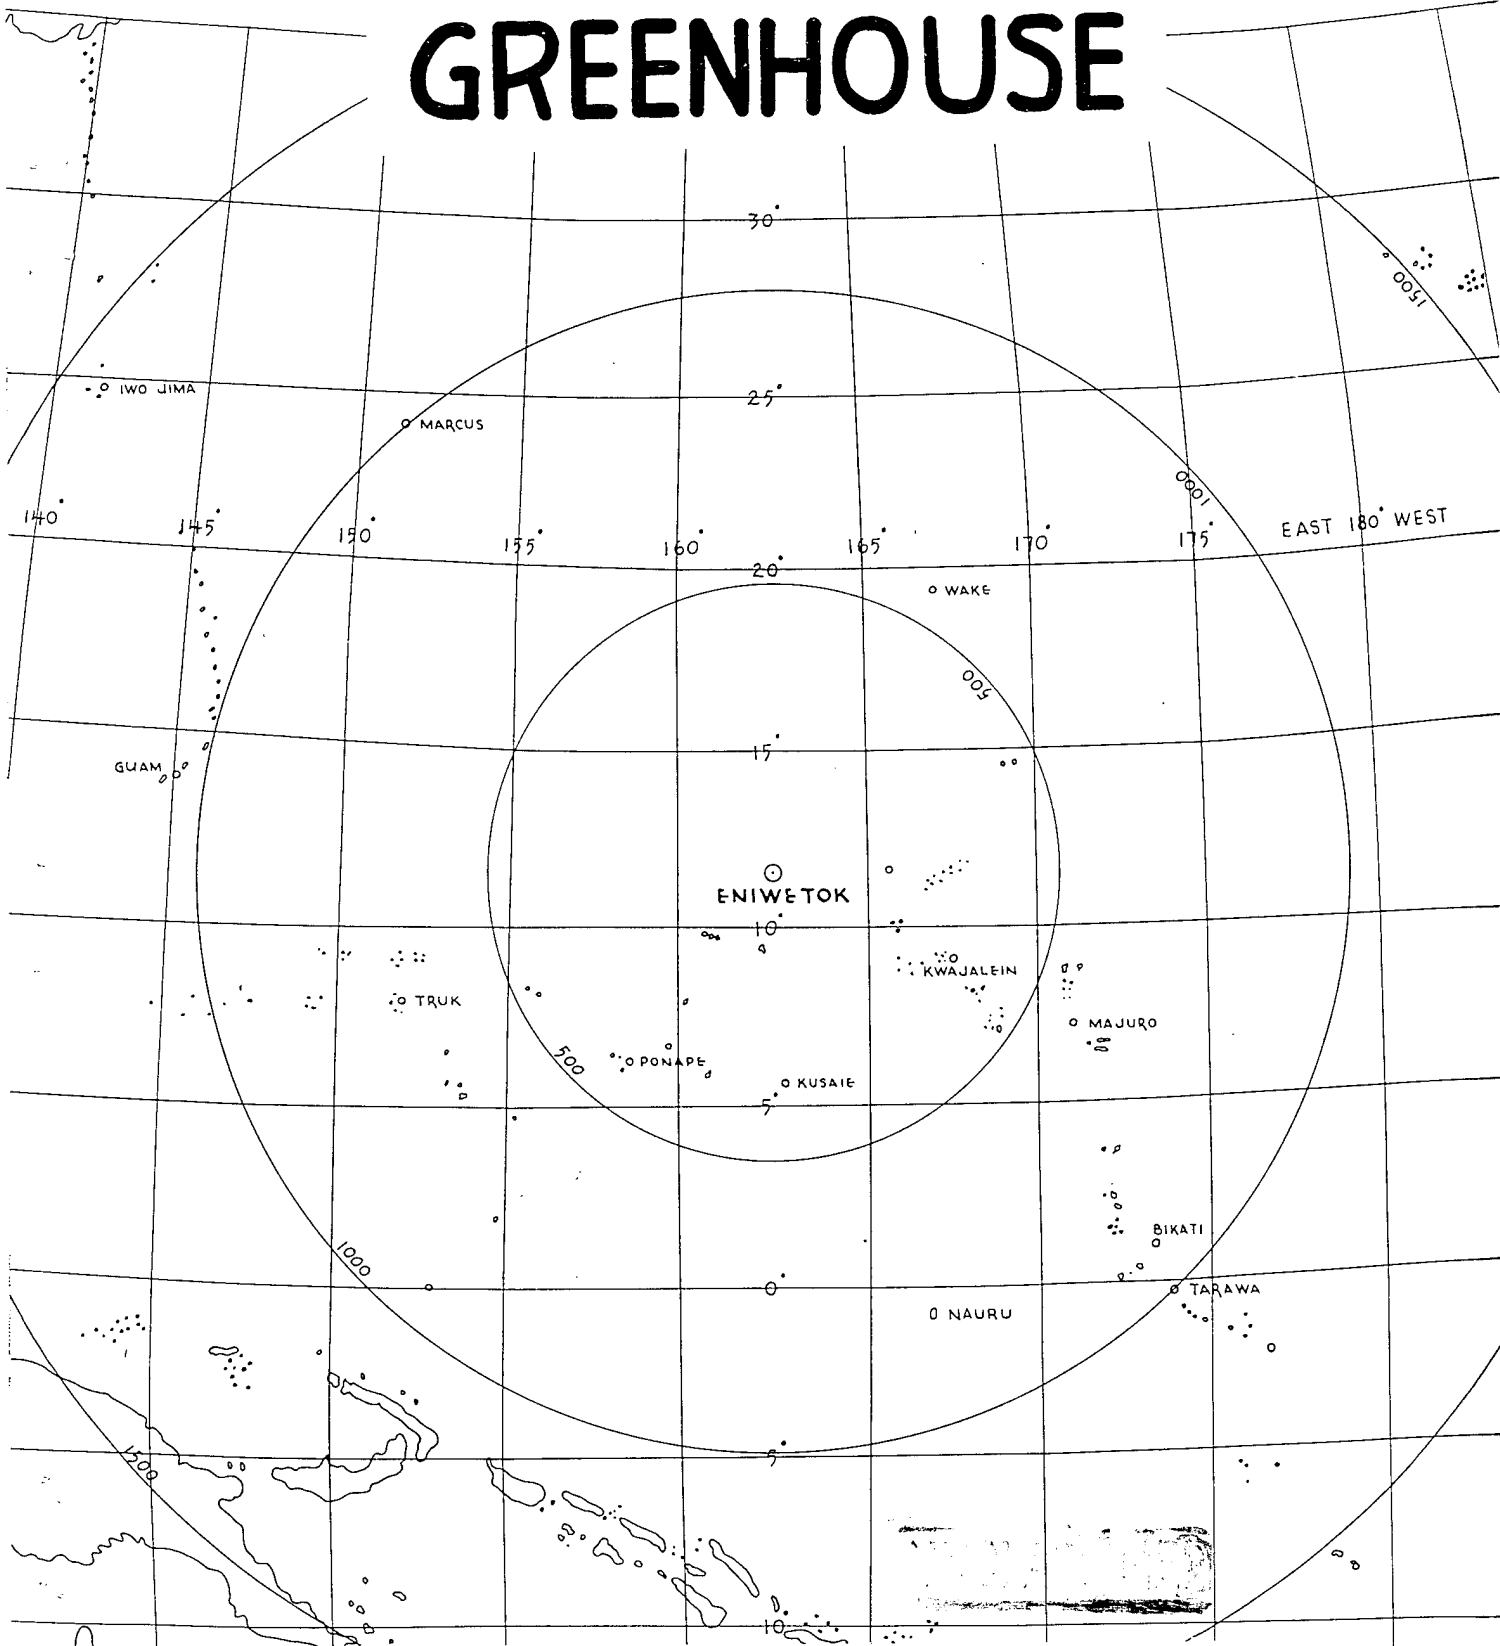 GREENHOUSE
30°
1500
IWO JIMA
25°
MARCUS
1000
140°
145°
150°
155°
160°
165°
170°
175°
EAST 180° WEST
20°
WAKE
500
15°
GUAM
ENIWETOK
10°
KWAJALEIN
TRUK
MAJURO
500
PONAPE
KUSAIE
5°
BIKATI
1000
0°
TARAWA
NAURU
5°
1500
10°